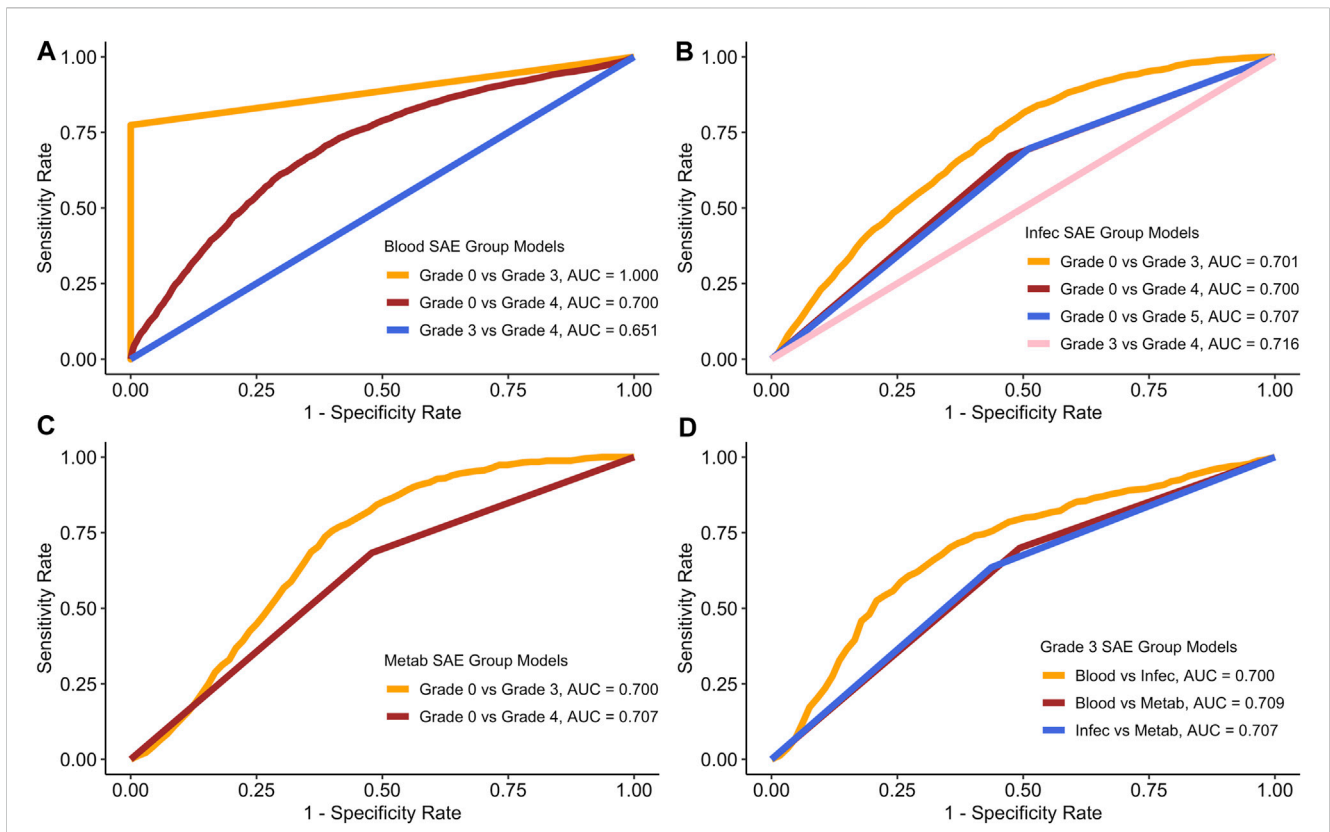 A
Sensitivity Rate
1.00
0.75
0.50
0.25
0.00
Blood SAE Group Models
Grade 0 vs Grade 3, AUC = 1.000
Grade 0 vs Grade 4, AUC = 0.700
Grade 3 vs Grade 4, AUC = 0.651
0.00 0.25 0.50 0.75 1.00
1 - Specificity Rate
B
Sensitivity Rate
1.00
0.75
0.50
0.25
0.00
Infec SAE Group Models
Grade 0 vs Grade 3, AUC = 0.701
Grade 0 vs Grade 4, AUC = 0.700
Grade 0 vs Grade 5, AUC = 0.707
Grade 3 vs Grade 4, AUC = 0.716
0.00 0.25 0.50 0.75 1.00
1 - Specificity Rate
C
Sensitivity Rate
1.00
0.75
0.50
0.25
0.00
Metab SAE Group Models
Grade 0 vs Grade 3, AUC = 0.700
Grade 0 vs Grade 4, AUC = 0.707
0.00 0.25 0.50 0.75 1.00
1 - Specificity Rate
D
Sensitivity Rate
1.00
0.75
0.50
0.25
0.00
Grade 3 SAE Group Models
Blood vs Infec, AUC = 0.700
Blood vs Metab, AUC = 0.709
Infec vs Metab, AUC = 0.707
0.00 0.25 0.50 0.75 1.00
1 - Specificity Rate